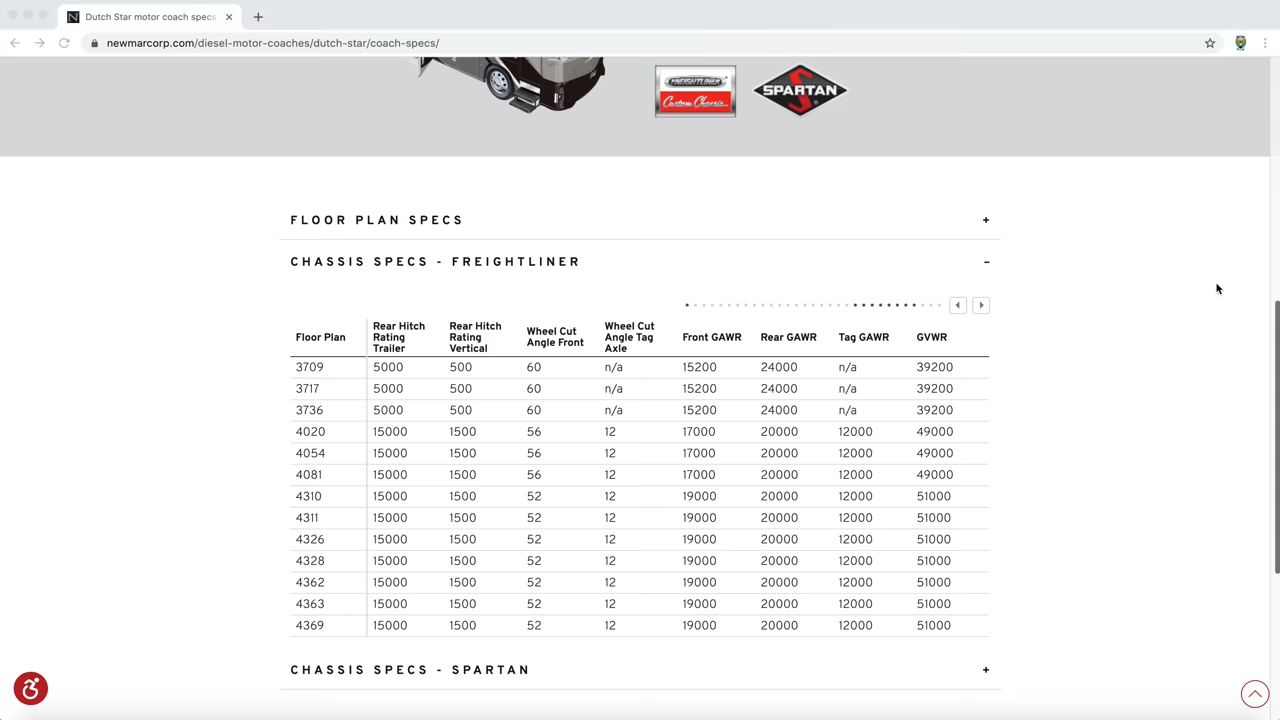 Dutch Star motor coach specs
newmarcorp.com/diesel-motor-coaches/dutch-star/coach-specs/
FREIGHTLINER
Custom Chassis
SPARTAN
FLOOR PLAN SPECS +
CHASSIS SPECS - FREIGHTLINER -
Floor Plan Rear Hitch Rating Trailer Rear Hitch Rating Vertical Wheel Cut Angle Front Wheel Cut Angle Tag Axle Front GAWR Rear GAWR Tag GAWR GVWR
3709 5000 500 60 n/a 15200 24000 n/a 39200
3717 5000 500 60 n/a 15200 24000 n/a 39200
3736 5000 500 60 n/a 15200 24000 n/a 39200
4020 15000 1500 56 12 17000 20000 12000 49000
4054 15000 1500 56 12 17000 20000 12000 49000
4081 15000 1500 56 12 17000 20000 12000 49000
4310 15000 1500 52 12 19000 20000 12000 51000
4311 15000 1500 52 12 19000 20000 12000 51000
4326 15000 1500 52 12 19000 20000 12000 51000
4328 15000 1500 52 12 19000 20000 12000 51000
4362 15000 1500 52 12 19000 20000 12000 51000
4363 15000 1500 52 12 19000 20000 12000 51000
4369 15000 1500 52 12 19000 20000 12000 51000
CHASSIS SPECS - SPARTAN +